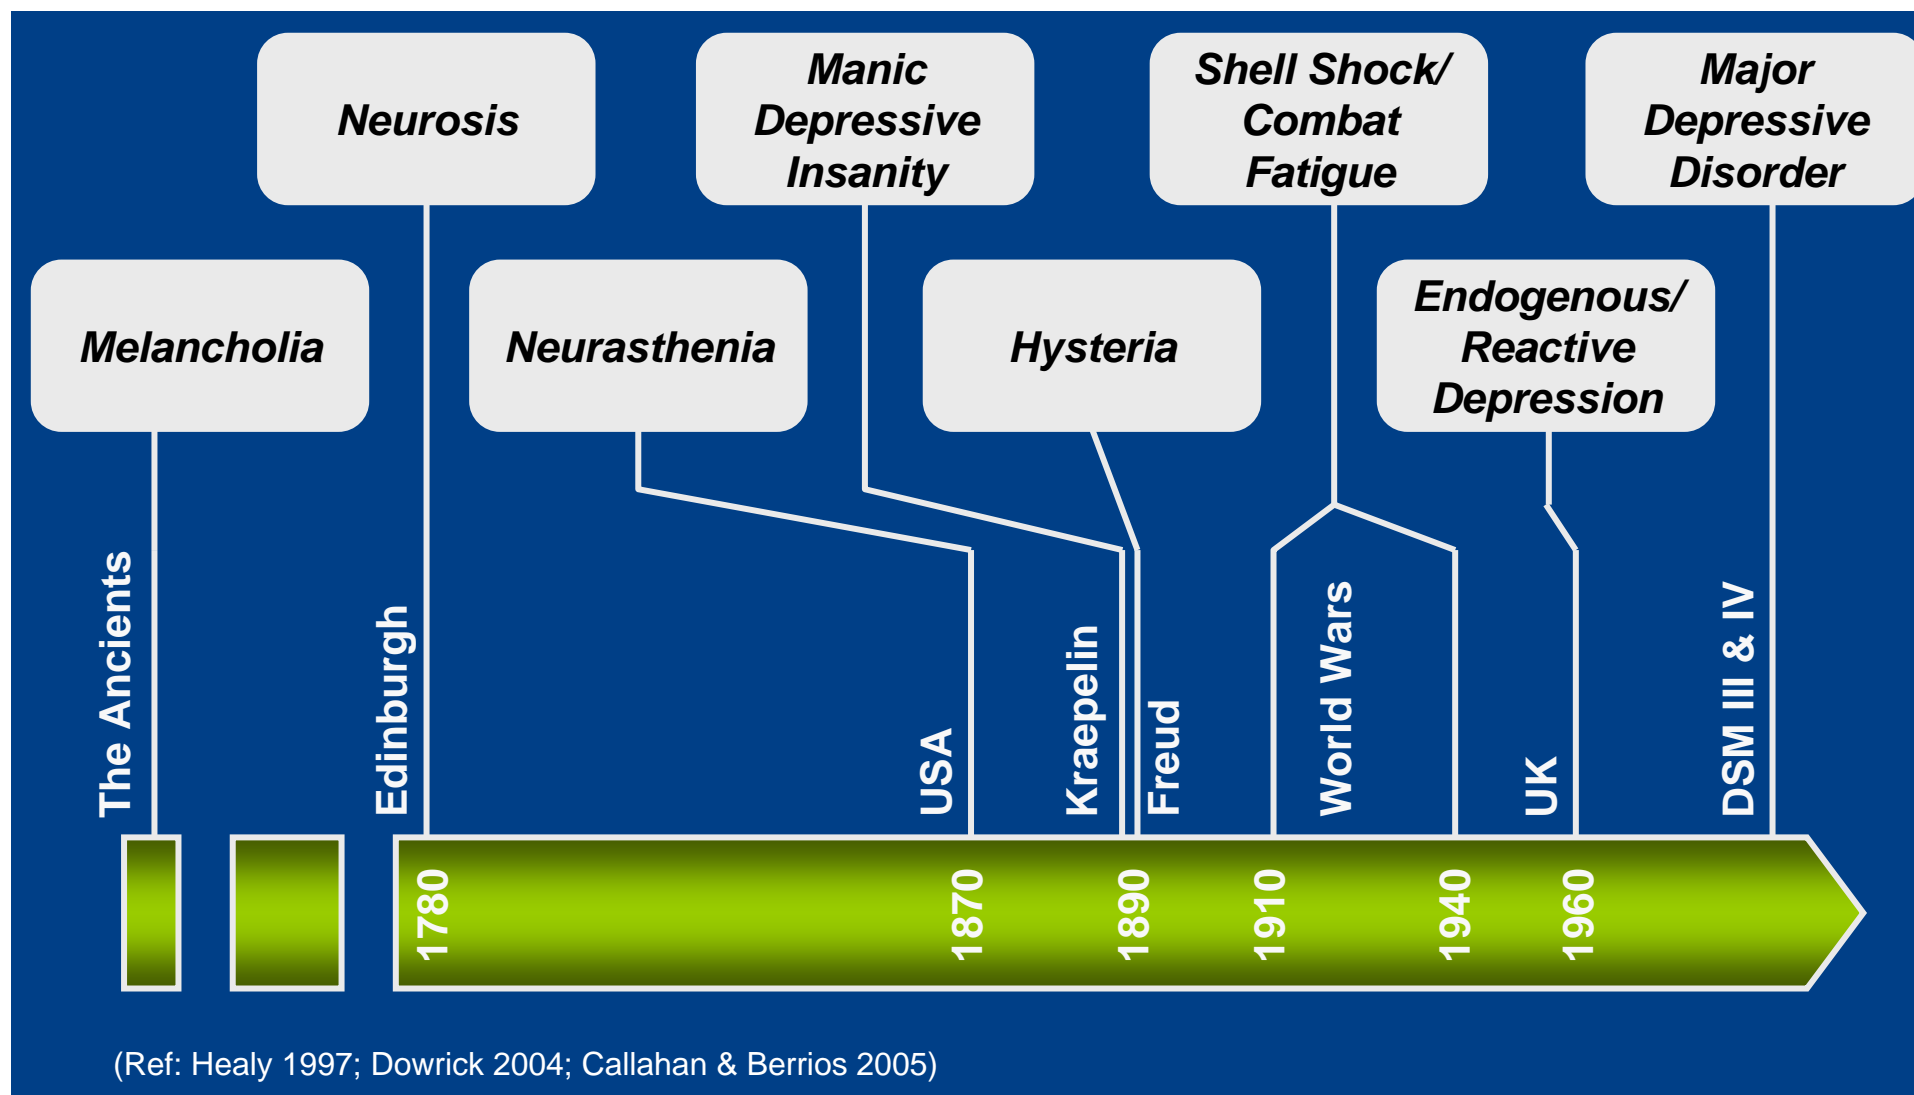 Neurosis
Manic
Depressive
Insanity
Shell Shock/
Combat
Fatigue
Major
Depressive
Disorder
Melancholia
Neurasthenia
Hysteria
Endogenous/
Reactive
Depression
The Ancients
Edinburgh
USA
Kraepelin
Freud
World Wars
UK
DSM III & IV
1780
1870
1890
1910
1940
1960
(Ref: Healy 1997; Dowrick 2004; Callahan & Berrios 2005)